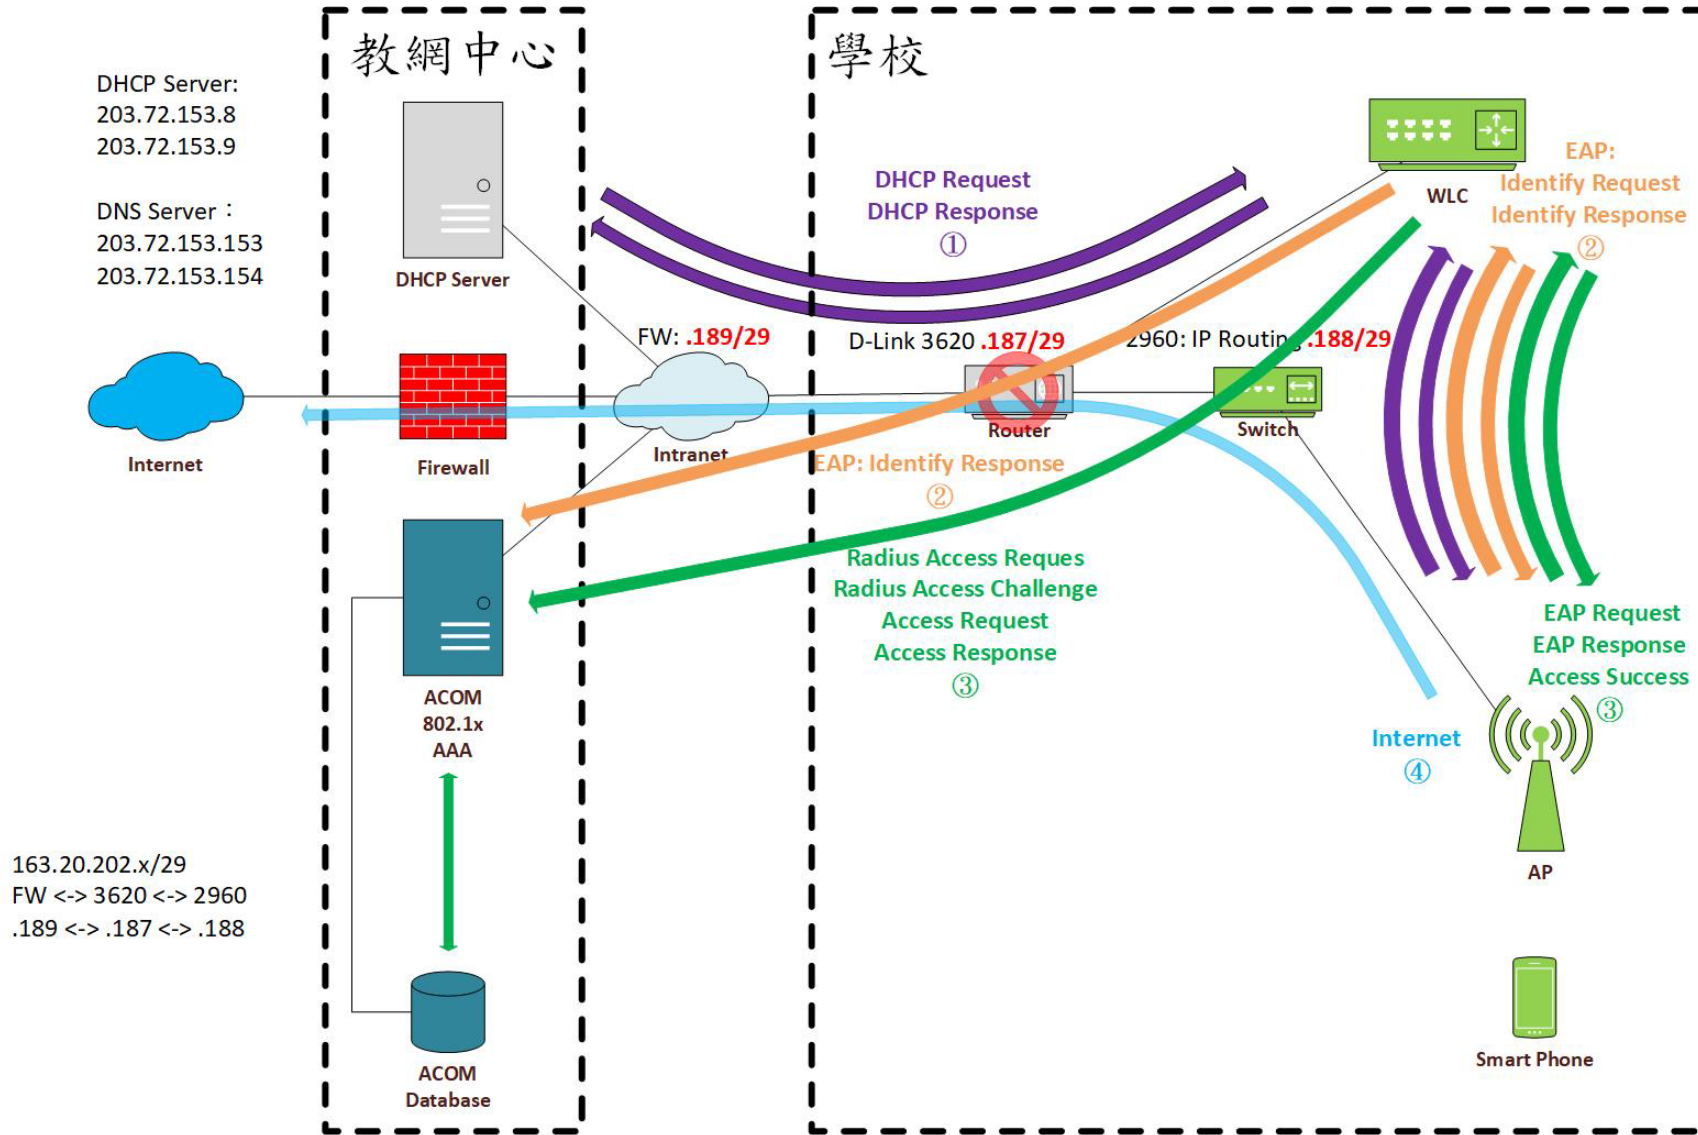 教網中心
學校
DHCP Server:
203.72.153.8
203.72.153.9
DNS Server：
203.72.153.153
203.72.153.154
DHCP Server
DHCP Request
DHCP Response
①
WLC
EAP:
Identify Request
Identify Response
②
FW: .189/29
D-Link 3620 .187/29
2960: IP Routing .188/29
Internet
Firewall
Intranet
Router
Switch
EAP: Identify Response
②
Radius Access Reques
Radius Access Challenge
Access Request
Access Response
③
EAP Request
EAP Response
Access Success
③
ACOM
802.1x
AAA
Internet
④
163.20.202.x/29
FW <-> 3620 <-> 2960
.189 <-> .187 <-> .188
AP
Smart Phone
ACOM
Database